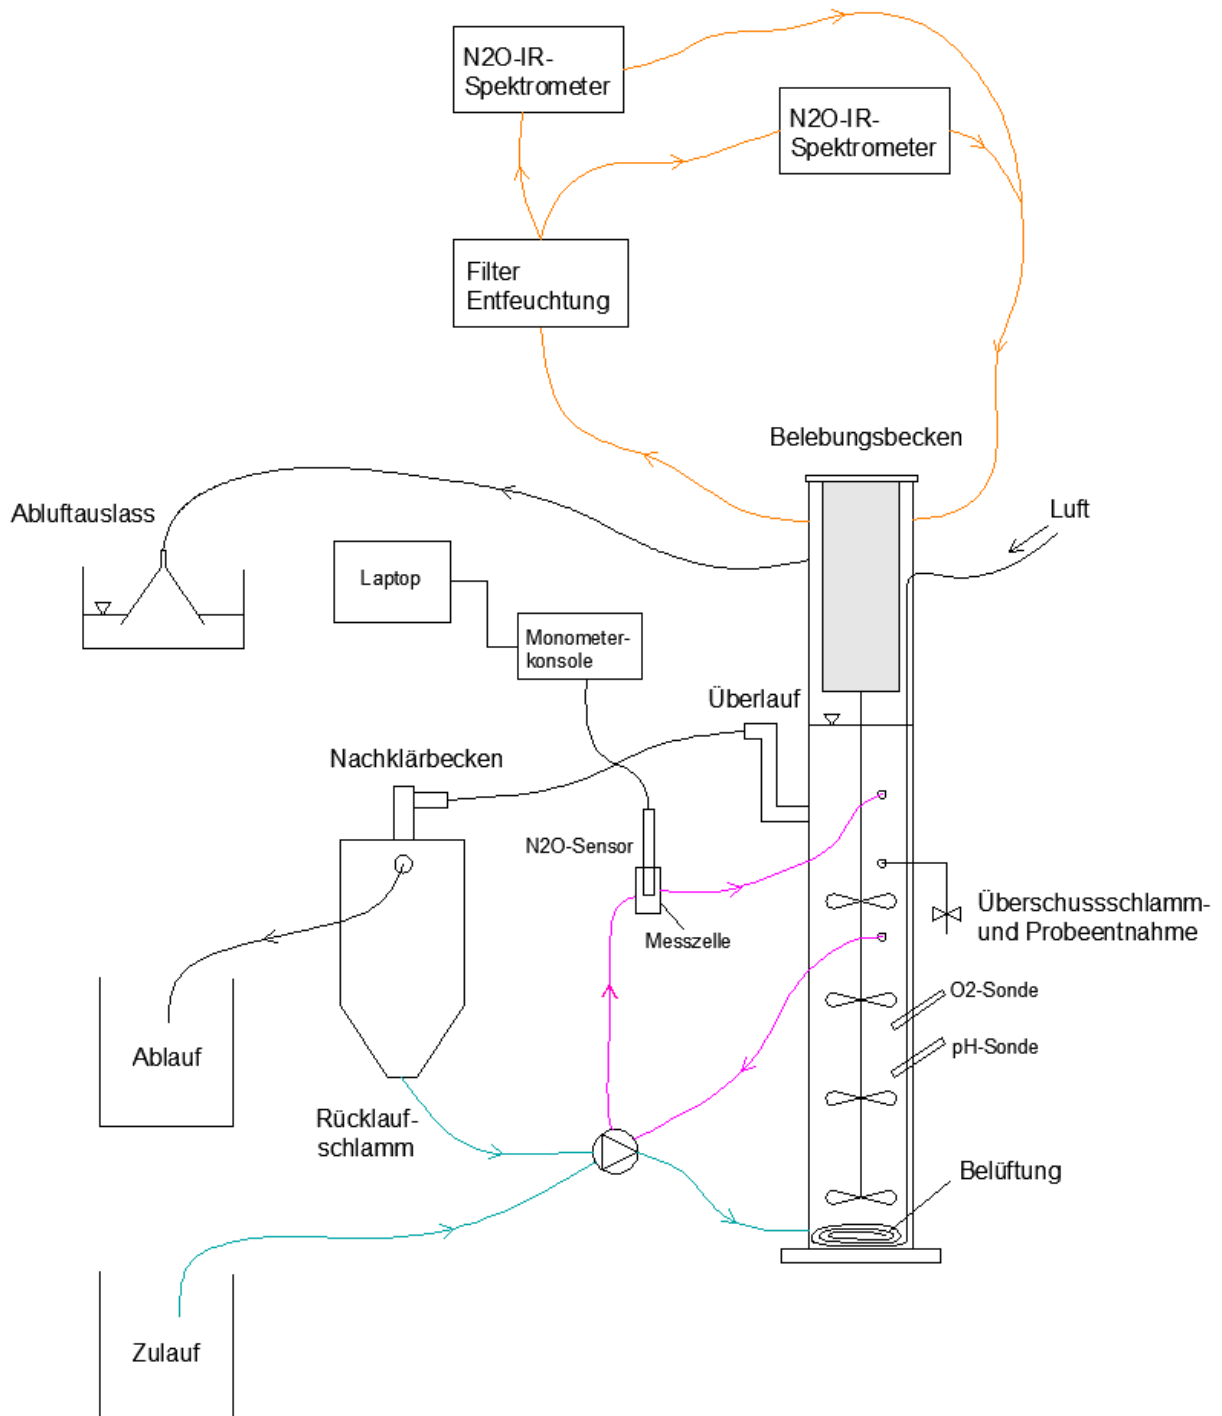 N2O-IR-
Spektrometer
N2O-IR-
Spektrometer
Filter
Entfeuchtung
Belebungsbecken
Abluftauslass
Luft
Laptop
Monometer-
konsole
Überlauf
Nachklärbecken
N2O-Sensor
Messzelle
Überschussschlamm-
und Probeentnahme
O2-Sonde
pH-Sonde
Ablauf
Rücklauf-
schlamm
Belüftung
Zulauf